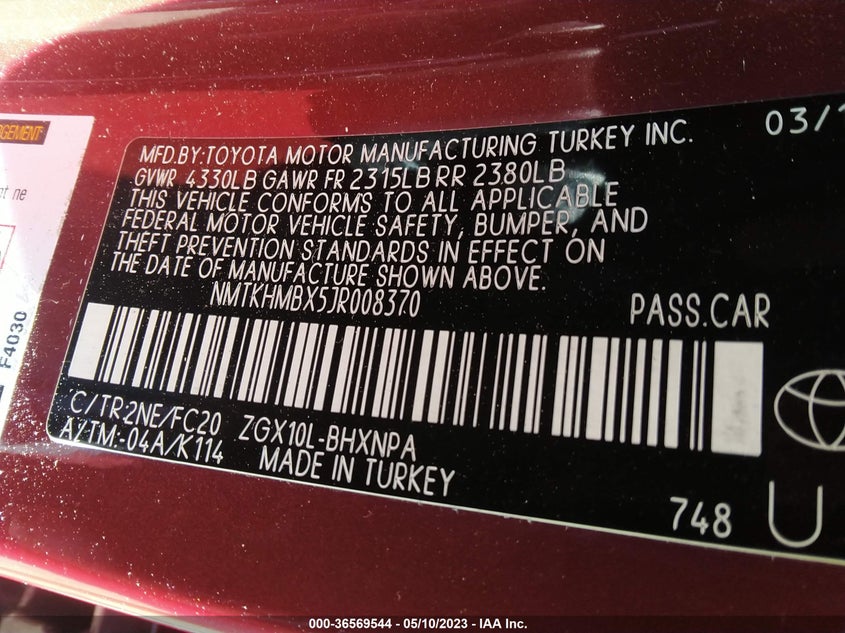 OGEMENT
t ne
F4030
03/1
MFD.BY:TOYOTA MOTOR MANUFACTURING TURKEY INC.
GVWR 4330LB GAWR FR 2315LB RR 2380LB
THIS VEHICLE CONFORMS TO ALL APPLICABLE
FEDERAL MOTOR VEHICLE SAFETY, BUMPER, AND
THEFT PREVENTION STANDARDS IN EFFECT ON
THE DATE OF MANUFACTURE SHOWN ABOVE.
NMTKHMBX5JR008370
PASS.CAR
C/TR:2NE/FC20 ZGX10L-BHXNPA
A/TM:-04A/K114 MADE IN TURKEY
748 U
000-36569544 - 05/10/2023 - IAA Inc.